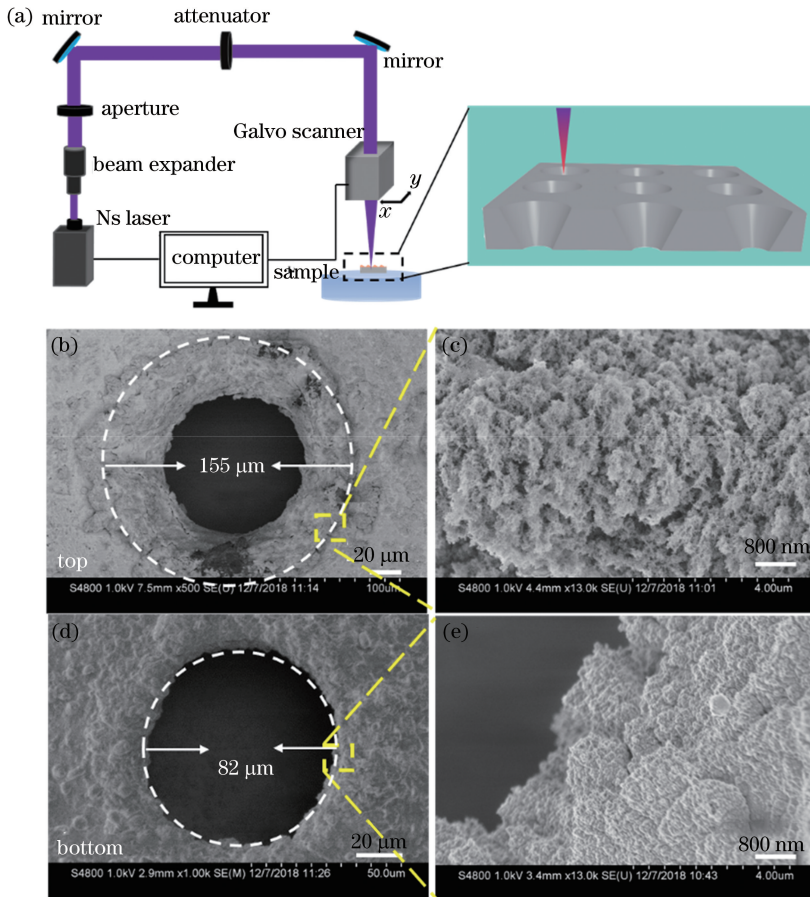 (a)
mirror
attenuator
mirror
aperture
Galvo scanner
beam expander
y
x
Ns laser
computer
sample
(b)
155 μm
top
20 μm
S4800 1.0kV 7.5mm x500 SE(U) 12/7/2018 11:14 100um
(c)
800 nm
S4800 1.0kV 4.4mm x13.0k SE(U) 12/7/2018 11:01 4.00um
(d)
82 μm
bottom
20 μm
S4800 1.0kV 2.9mm x1.00k SE(M) 12/7/2018 11:26 50.0um
(e)
800 nm
S4800 1.0kV 3.4mm x13.0k SE(U) 12/7/2018 10:43 4.00um